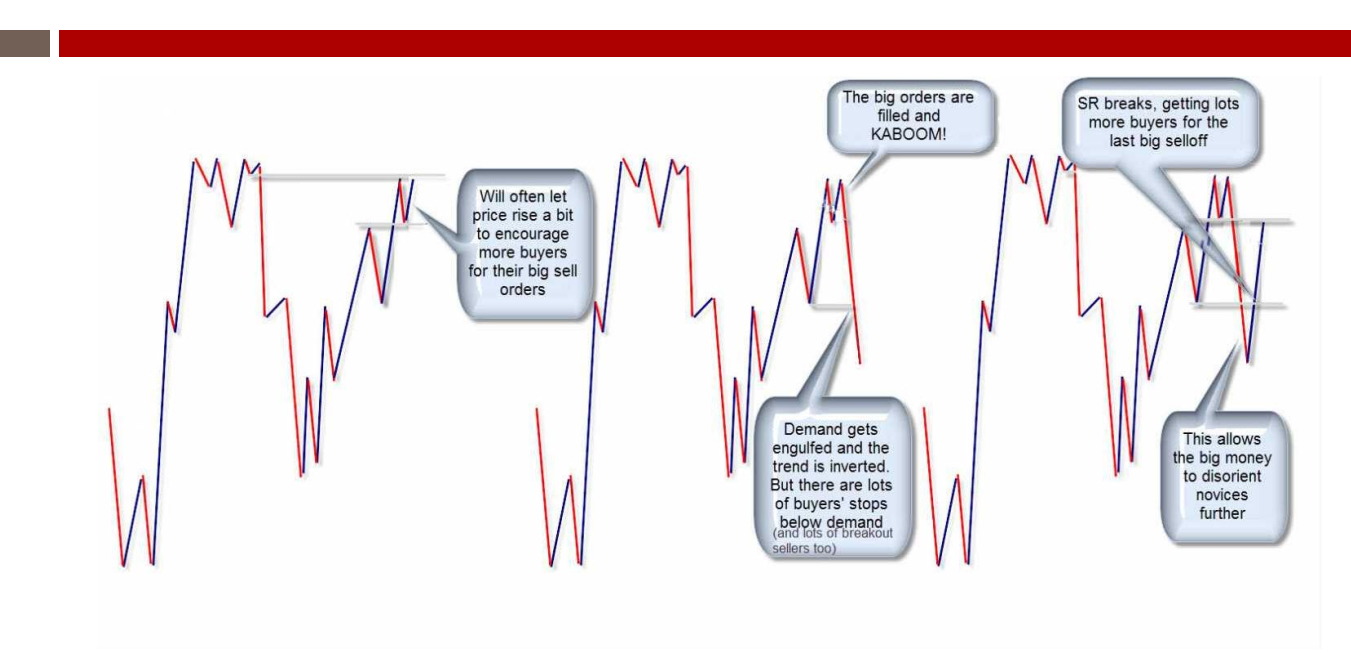 Will often let
price rise a bit
to encourage
more buyers
for their big sell
orders
The big orders are
filled and
KABOOM!
Demand gets
engulfed and the
trend is inverted.
But there are lots
of buyers' stops
below demand
(and lots of breakout
sellers too)
SR breaks, getting lots
more buyers for the
last big selloff
This allows
the big money
to disorient
novices
further